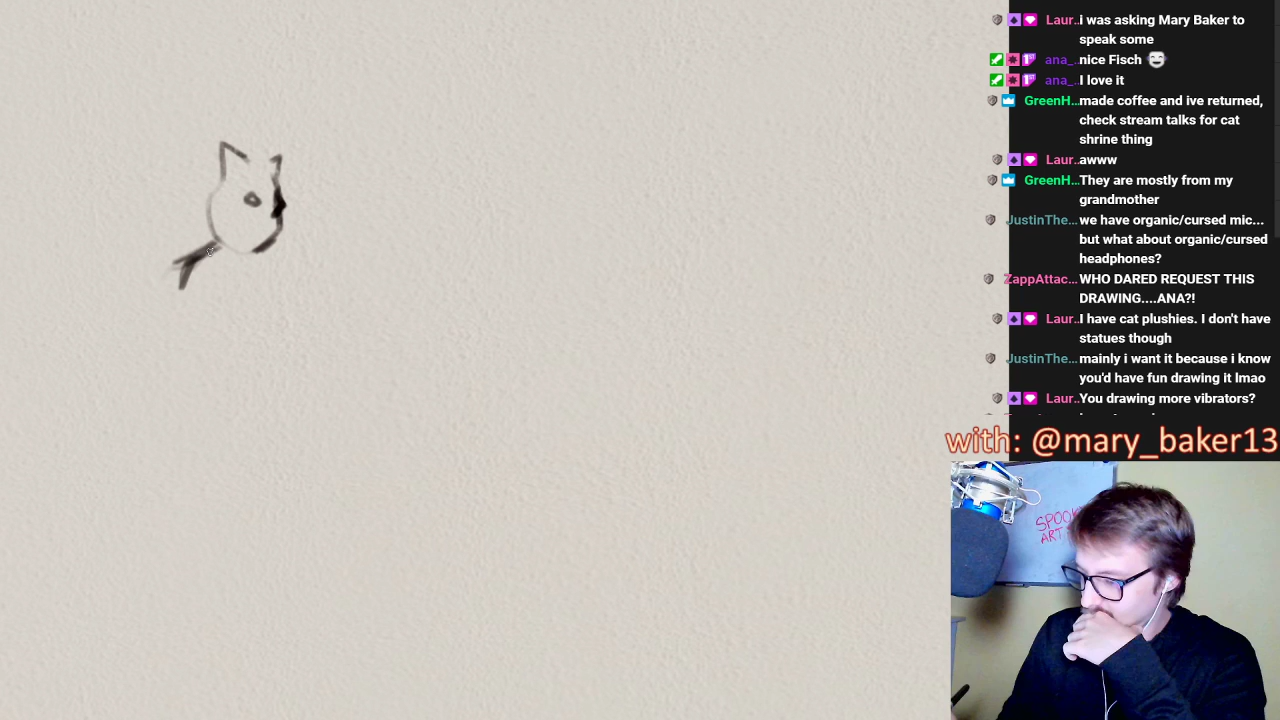 Laur..i was asking Mary Baker to
speak some
ana_..nice Fisch
ana_..I love it
GreenH...made coffee and ive returned,
check stream talks for cat
shrine thing
Laur..awww
GreenH...They are mostly from my
grandmother
JustinThe...we have organic/cursed mic...
but what about organic/cursed
headphones?
ZappAttac...WHO DARED REQUEST THIS
DRAWING....ANA?!
Laur..I have cat plushies. I don't have
statues though
JustinThe...mainly i want it because i know
you'd have fun drawing it lmao
Laur..You drawing more vibrators?
with: @mary_baker13
SPOOK
ART